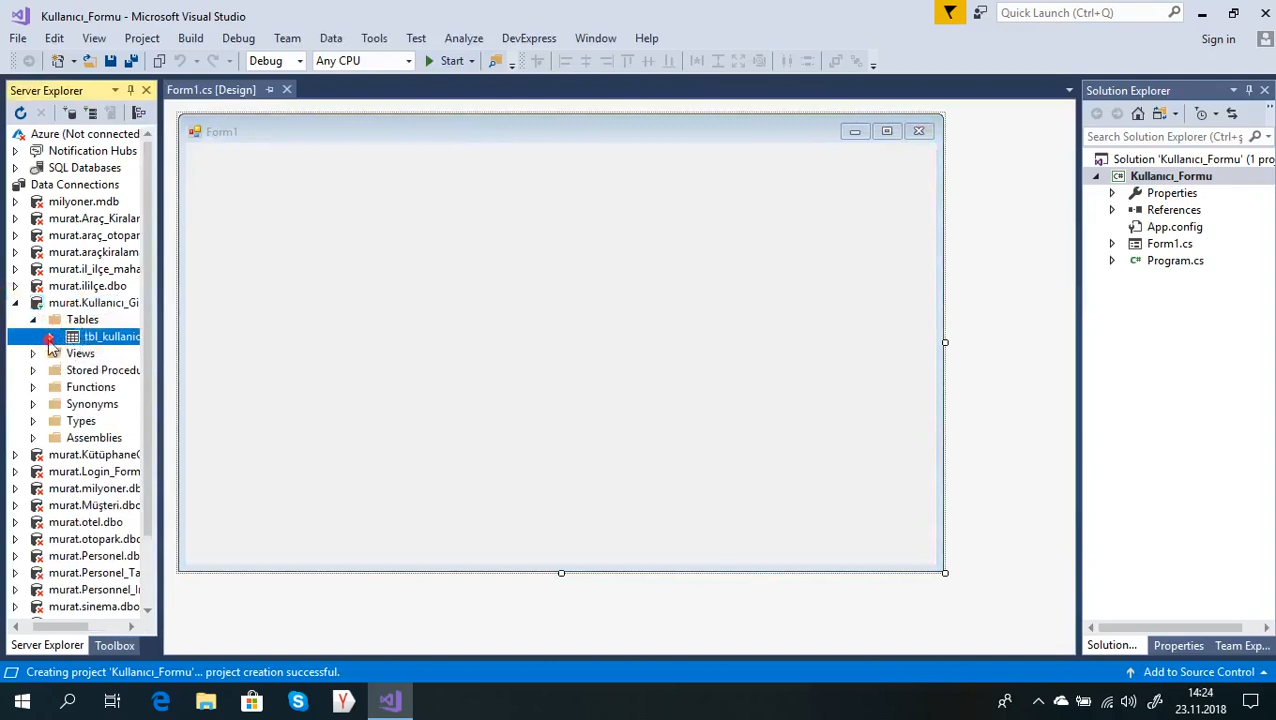 Kullanıcı_Formu - Microsoft Visual Studio
Quick Launch (Ctrl+Q)
File Edit View Project Build Debug Team Data Tools Test Analyze DevExpress Window Help
Sign in
Debug Any CPU Start
Server Explorer
Form1.cs [Design]
Solution Explorer
Form1
Azure (Not connected
Notification Hubs
SQL Databases
Data Connections
milyoner.mdb
murat.Araç_Kiralar
murat.araç_otopar
murat.araçkiralam
murat.il_ilçe_maha
murat.ililçe.dbo
murat.Kullanıcı_Gi
Tables
tbl_kullanıc
Views
Stored Procedu
Functions
Synonyms
Types
Assemblies
murat.KütüphaneO
murat.Login_Form
murat.milyoner.db
murat.Müşteri.dbo
murat.otel.dbo
murat.otopark.dbo
murat.Personel.db
murat.Personel_Ta
murat.Personnel_In
murat.sinema.dbo
Server Explorer Toolbox
Search Solution Explorer (Ctrl+ş
Solution 'Kullanıcı_Formu' (1 proj
Kullanıcı_Formu
Properties
References
App.config
Form1.cs
Program.cs
Solution... Properties Team Exp...
Creating project 'Kullanıcı_Formu'... project creation successful.
Add to Source Control
14:24
23.11.2018